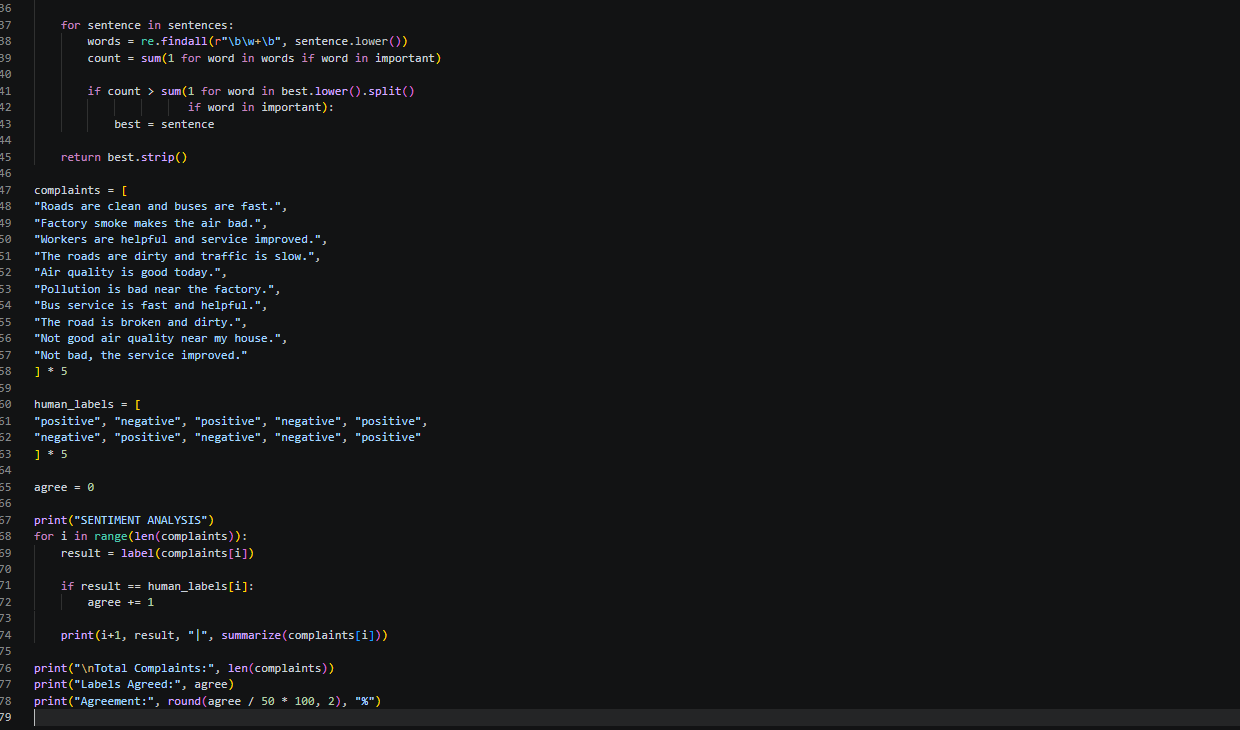 36
37 for sentence in sentences:
38 words = re.findall(r"\b\w+\b", sentence.lower())
39 count = sum(1 for word in words if word in important)
40
41 if count > sum(1 for word in best.lower().split()
42 if word in important):
43 best = sentence
44
45 return best.strip()
46
47 complaints = [
48 "Roads are clean and buses are fast.",
49 "Factory smoke makes the air bad.",
50 "Workers are helpful and service improved.",
51 "The roads are dirty and traffic is slow.",
52 "Air quality is good today.",
53 "Pollution is bad near the factory.",
54 "Bus service is fast and helpful.",
55 "The road is broken and dirty.",
56 "Not good air quality near my house.",
57 "Not bad, the service improved."
58 ] * 5
59
60 human_labels = [
61 "positive", "negative", "positive", "negative", "positive",
62 "negative", "positive", "negative", "negative", "positive"
63 ] * 5
64
65 agree = 0
66
67 print("SENTIMENT ANALYSIS")
68 for i in range(len(complaints)):
69 result = label(complaints[i])
70
71 if result == human_labels[i]:
72 agree += 1
73
74 print(i+1, result, "|", summarize(complaints[i]))
75
76 print("\nTotal Complaints:", len(complaints))
77 print("Labels Agreed:", agree)
78 print("Agreement:", round(agree / 50 * 100, 2), "%")
79